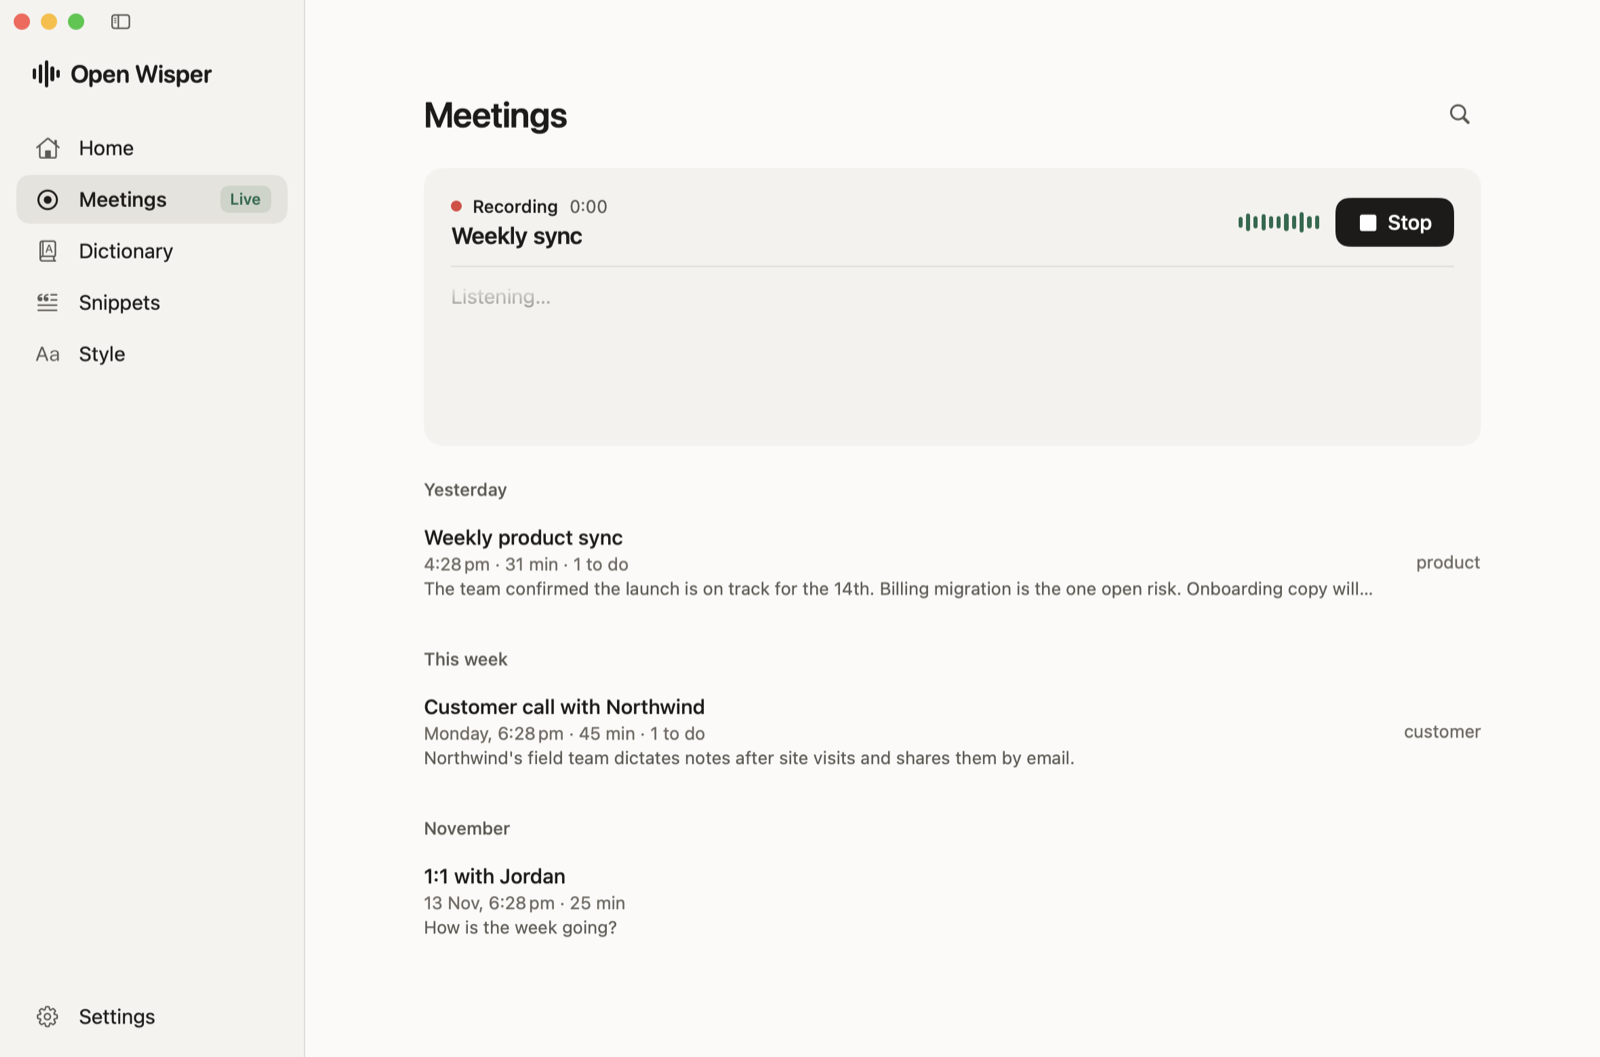 Open Wisper
Home
Meetings
Live
Dictionary
Snippets
Aa
Style
Settings
Meetings
Recording 0:00
Weekly sync
Stop
Listening...
Yesterday
Weekly product sync
4:28 pm · 31 min · 1 to do
product
The team confirmed the launch is on track for the 14th. Billing migration is the one open risk. Onboarding copy will...
This week
Customer call with Northwind
Monday, 6:28 pm · 45 min · 1 to do
customer
Northwind's field team dictates notes after site visits and shares them by email.
November
1:1 with Jordan
13 Nov, 6:28 pm · 25 min
How is the week going?